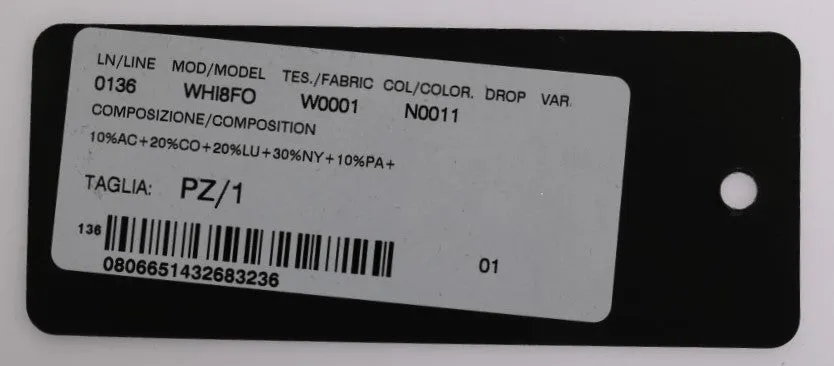 LN/LINE MOD/MODEL TES./FABRIC COL/COLOR. DROP VAR.
0136 WHI8FO W0001 N0011
COMPOSIZIONE/COMPOSITION
10%AC+20%CO+20%LU+30%NY+10%PA+
TAGLIA: PZ/1
136
0806651432683236
01